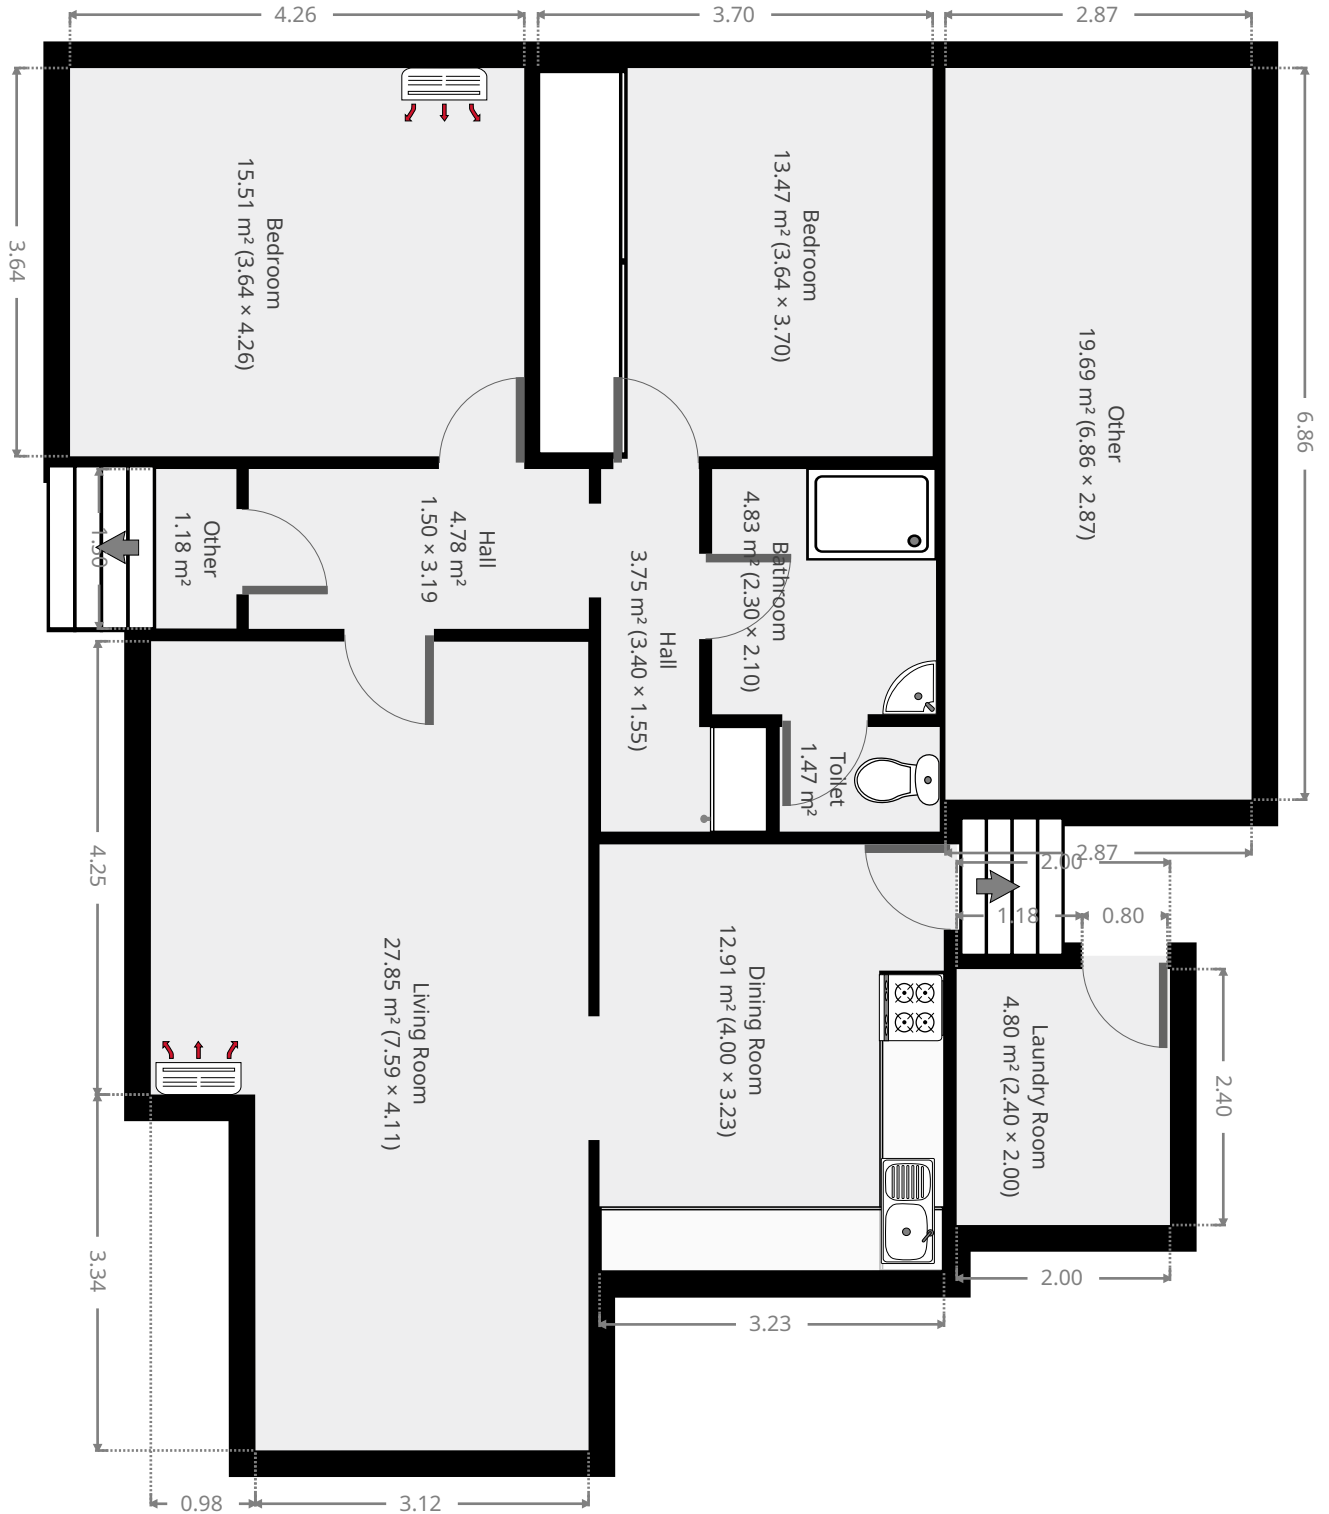 4.26
3.70
2.87
3.64
Bedroom
15.51 m² (3.64 × 4.26)
Bedroom
13.47 m² (3.64 × 3.70)
Other
19.69 m² (6.86 × 2.87)
6.86
1.50
Other
1.18 m²
Hall
4.78 m²
1.50 × 3.19
Hall
3.75 m² (3.40 × 1.55)
Bathroom
4.83 m² (2.30 × 2.10)
Toilet
1.47 m²
2.87
2.00
1.18
0.80
4.25
Living Room
27.85 m² (7.59 × 4.11)
Dining Room
12.91 m² (4.00 × 3.23)
Laundry Room
4.80 m² (2.40 × 2.00)
2.40
3.34
2.00
3.23
0.98
3.12